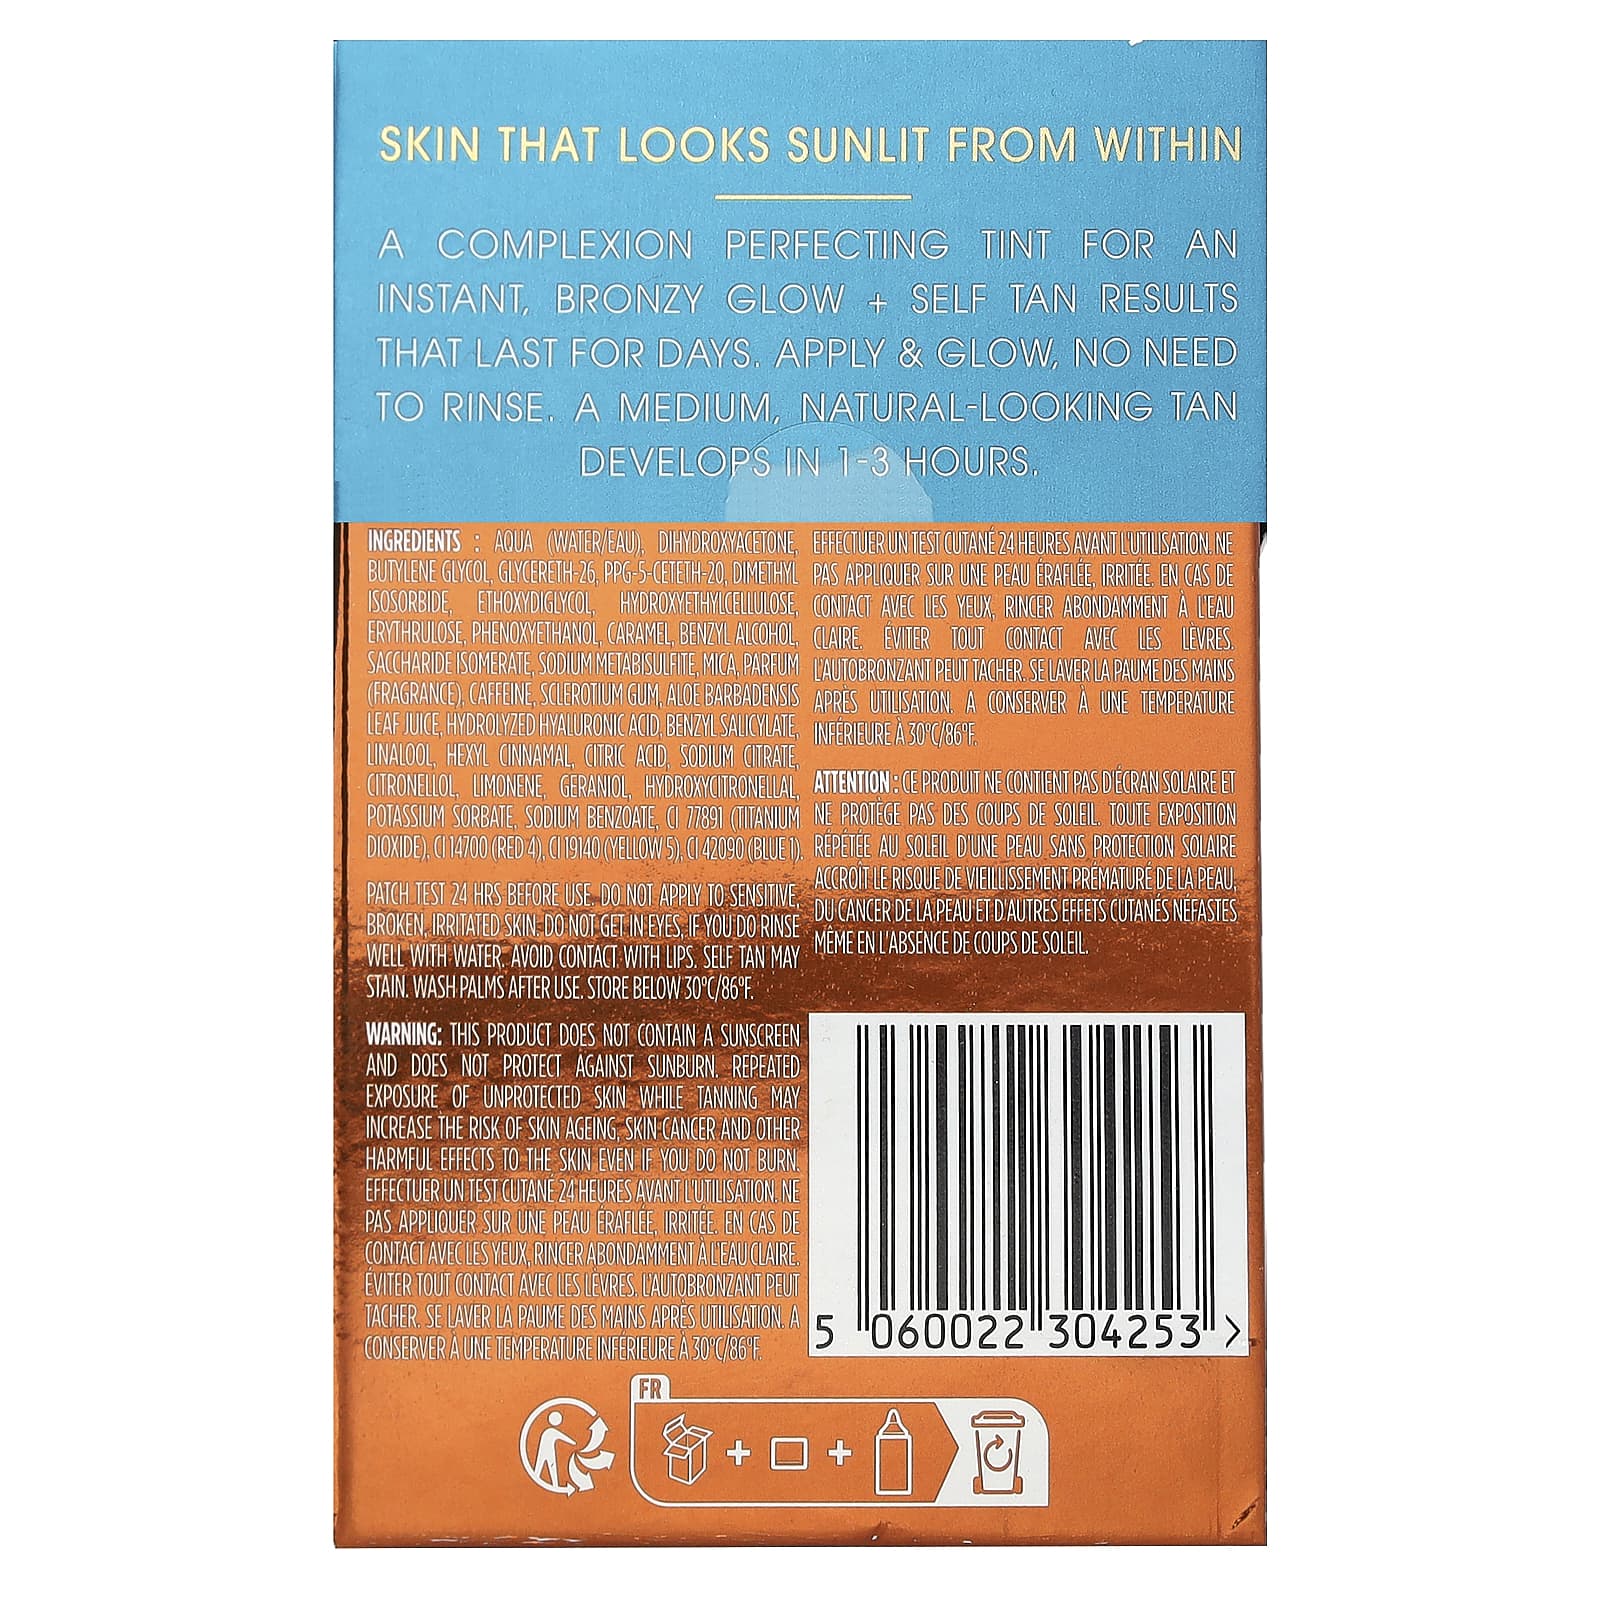 SKIN THAT LOOKS SUNLIT FROM WITHIN
A COMPLEXION PERFECTING TINT FOR AN
INSTANT, BRONZY GLOW + SELF TAN RESULTS
THAT LAST FOR DAYS. APPLY & GLOW, NO NEED
TO RINSE. A MEDIUM, NATURAL-LOOKING TAN
DEVELOPS IN 1-3 HOURS.
INGREDIENTS : AQUA (WATER/EAU), DIHYDROXYACETONE,
BUTYLENE GLYCOL, GLYCERETH-26, PPG-5-CETETH-20, DIMETHYL
ISOSORBIDE, ETHOXYDIGLYCOL, HYDROXYETHYLCELLULOSE,
ERYTHRULOSE, PHENOXYETHANOL, CARAMEL, BENZYL ALCOHOL,
SACCHARIDE ISOMERATE, SODIUM METABISULFITE, MICA, PARFUM
(FRAGRANCE), CAFFEINE, SCLEROTIUM GUM, ALOE BARBADENSIS
LEAF JUICE, HYDROLYZED HYALURONIC ACID, BENZYL SALICYLATE,
LINALOOL, HEXYL CINNAMAL, CITRIC ACID, SODIUM CITRATE,
CITRONELLOL, LIMONENE, GERANIOL, HYDROXYCITRONELLAL,
POTASSIUM SORBATE, SODIUM BENZOATE, CI 77891 (TITANIUM
DIOXIDE), CI 14700 (RED 4), CI 19140 (YELLOW 5), CI 42090 (BLUE 1).
PATCH TEST 24 HRS BEFORE USE. DO NOT APPLY TO SENSITIVE,
BROKEN, IRRITATED SKIN. DO NOT GET IN EYES, IF YOU DO RINSE
WELL WITH WATER. AVOID CONTACT WITH LIPS. SELF TAN MAY
STAIN. WASH PALMS AFTER USE. STORE BELOW 30°C/86°F.
WARNING: THIS PRODUCT DOES NOT CONTAIN A SUNSCREEN
AND DOES NOT PROTECT AGAINST SUNBURN. REPEATED
EXPOSURE OF UNPROTECTED SKIN WHILE TANNING MAY
INCREASE THE RISK OF SKIN AGEING, SKIN CANCER AND OTHER
HARMFUL EFFECTS TO THE SKIN EVEN IF YOU DO NOT BURN.
EFFECTUER UN TEST CUTANÉ 24 HEURES AVANT L'UTILISATION. NE
PAS APPLIQUER SUR UNE PEAU ÉRAFLÉE, IRRITÉE. EN CAS DE
CONTACT AVEC LES YEUX, RINCER ABONDAMMENT À L'EAU CLAIRE.
ÉVITER TOUT CONTACT AVEC LES LÈVRES. L'AUTOBRONZANT PEUT
TACHER. SE LAVER LA PAUME DES MAINS APRÈS UTILISATION. A
CONSERVER À UNE TEMPERATURE INFÉRIEURE À 30°C/86°F.
EFFECTUER UN TEST CUTANÉ 24 HEURES AVANT L'UTILISATION. NE
PAS APPLIQUER SUR UNE PEAU ÉRAFLÉE, IRRITÉE. EN CAS DE
CONTACT AVEC LES YEUX, RINCER ABONDAMMENT À L'EAU
CLAIRE. ÉVITER TOUT CONTACT AVEC LES LÈVRES.
L'AUTOBRONZANT PEUT TACHER. SE LAVER LA PAUME DES MAINS
APRÈS UTILISATION. A CONSERVER À UNE TEMPERATURE
INFÉRIEURE À 30°C/86°F.
ATTENTION : CE PRODUIT NE CONTIENT PAS D'ÉCRAN SOLAIRE ET
NE PROTÈGE PAS DES COUPS DE SOLEIL. TOUTE EXPOSITION
RÉPÉTÉE AU SOLEIL D'UNE PEAU SANS PROTECTION SOLAIRE
ACCROÎT LE RISQUE DE VIEILLISSEMENT PRÉMATURÉ DE LA PEAU,
DU CANCER DE LA PEAU ET D'AUTRES EFFETS CUTANÉS NÉFASTES
MÊME EN L'ABSENCE DE COUPS DE SOLEIL.
5 060022 304253 >
FR